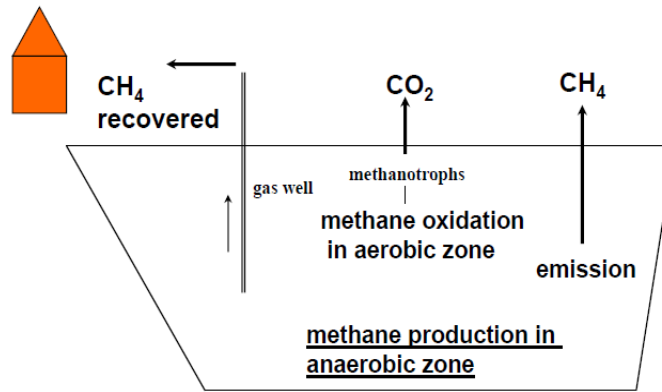 CH4
recovered
CO2
CH4
gas well
methanotrophs
methane oxidation
in aerobic zone
emission
methane production in
anaerobic zone